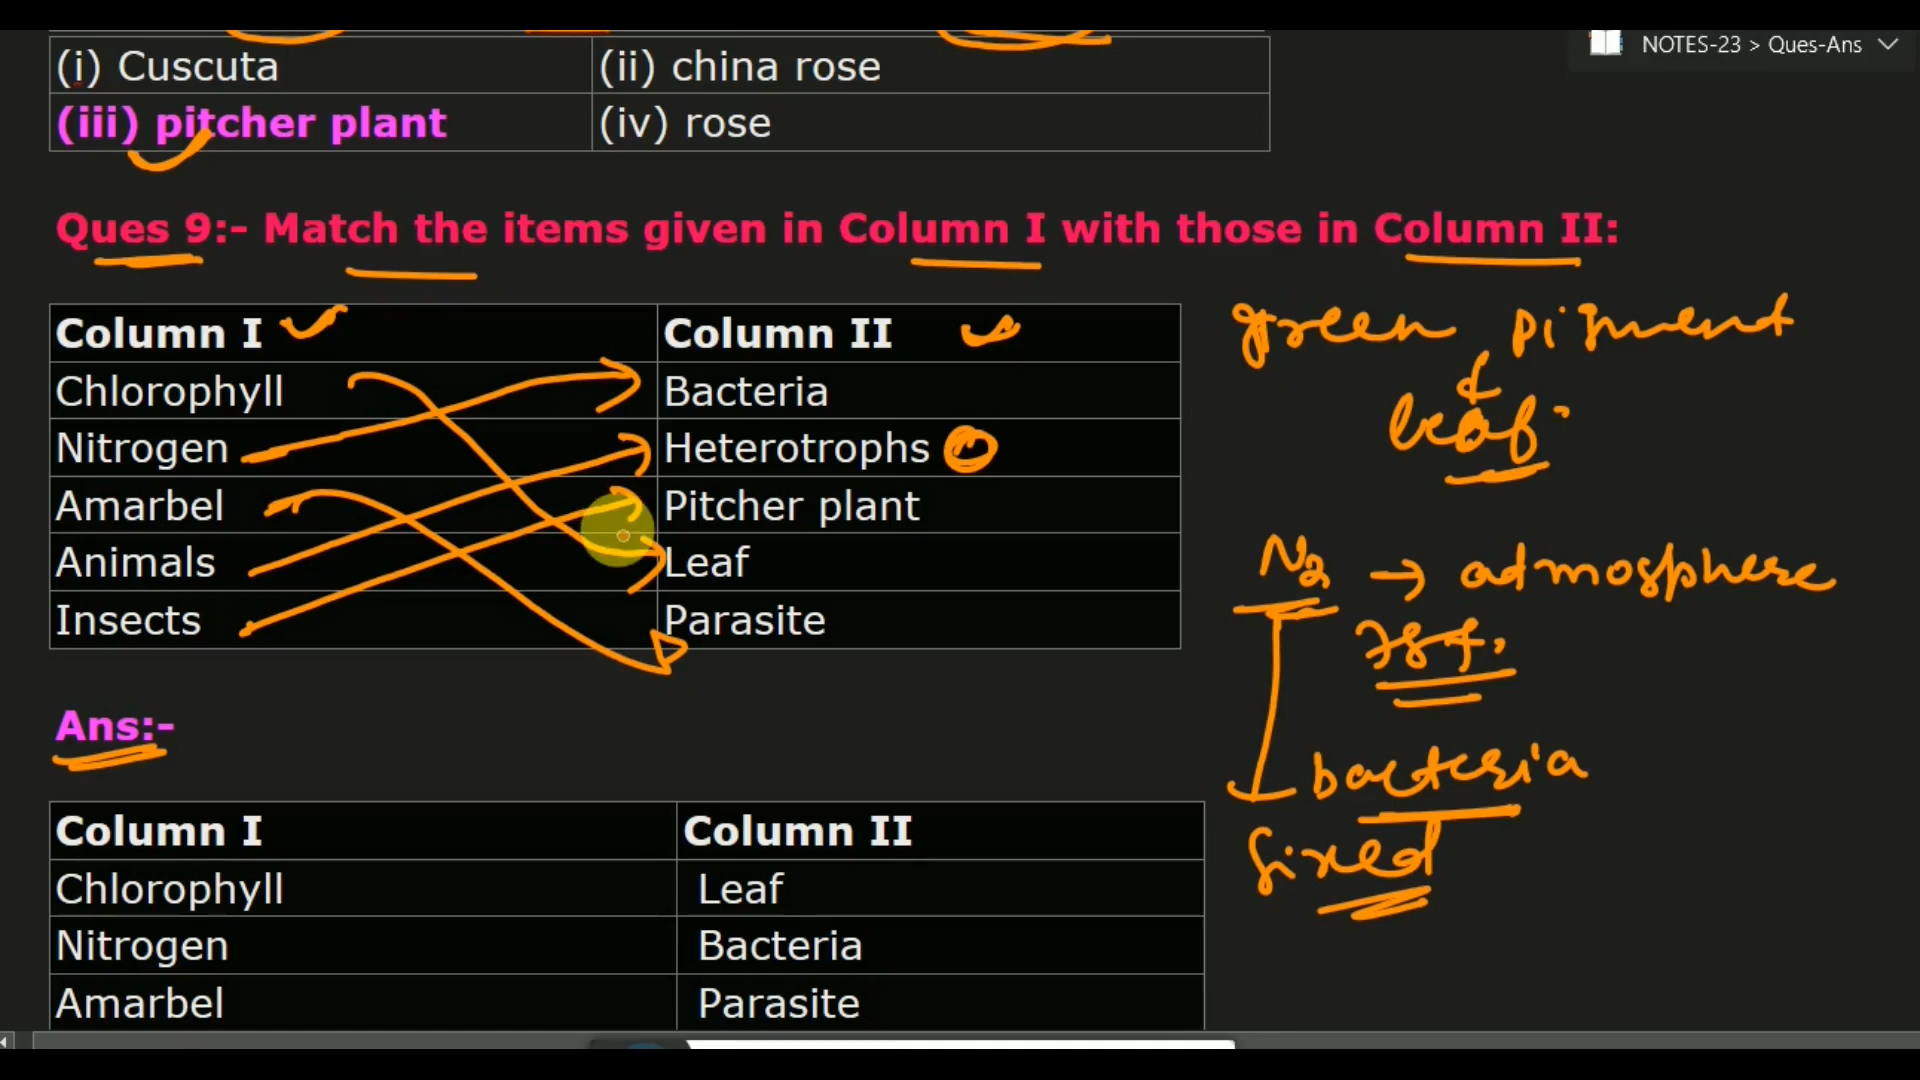 NOTES-23 > Ques-Ans
(i) Cuscuta (ii) china rose
(iii) pitcher plant (iv) rose
Ques 9:- Match the items given in Column I with those in Column II:
Column I Column II
Chlorophyll Bacteria
Nitrogen Heterotrophs
Amarbel Pitcher plant
Animals Leaf
Insects Parasite
green pigment
leaf
N2 → atmosphere
78%
bacteria
fixed
Ans:-
Column I Column II
Chlorophyll Leaf
Nitrogen Bacteria
Amarbel Parasite